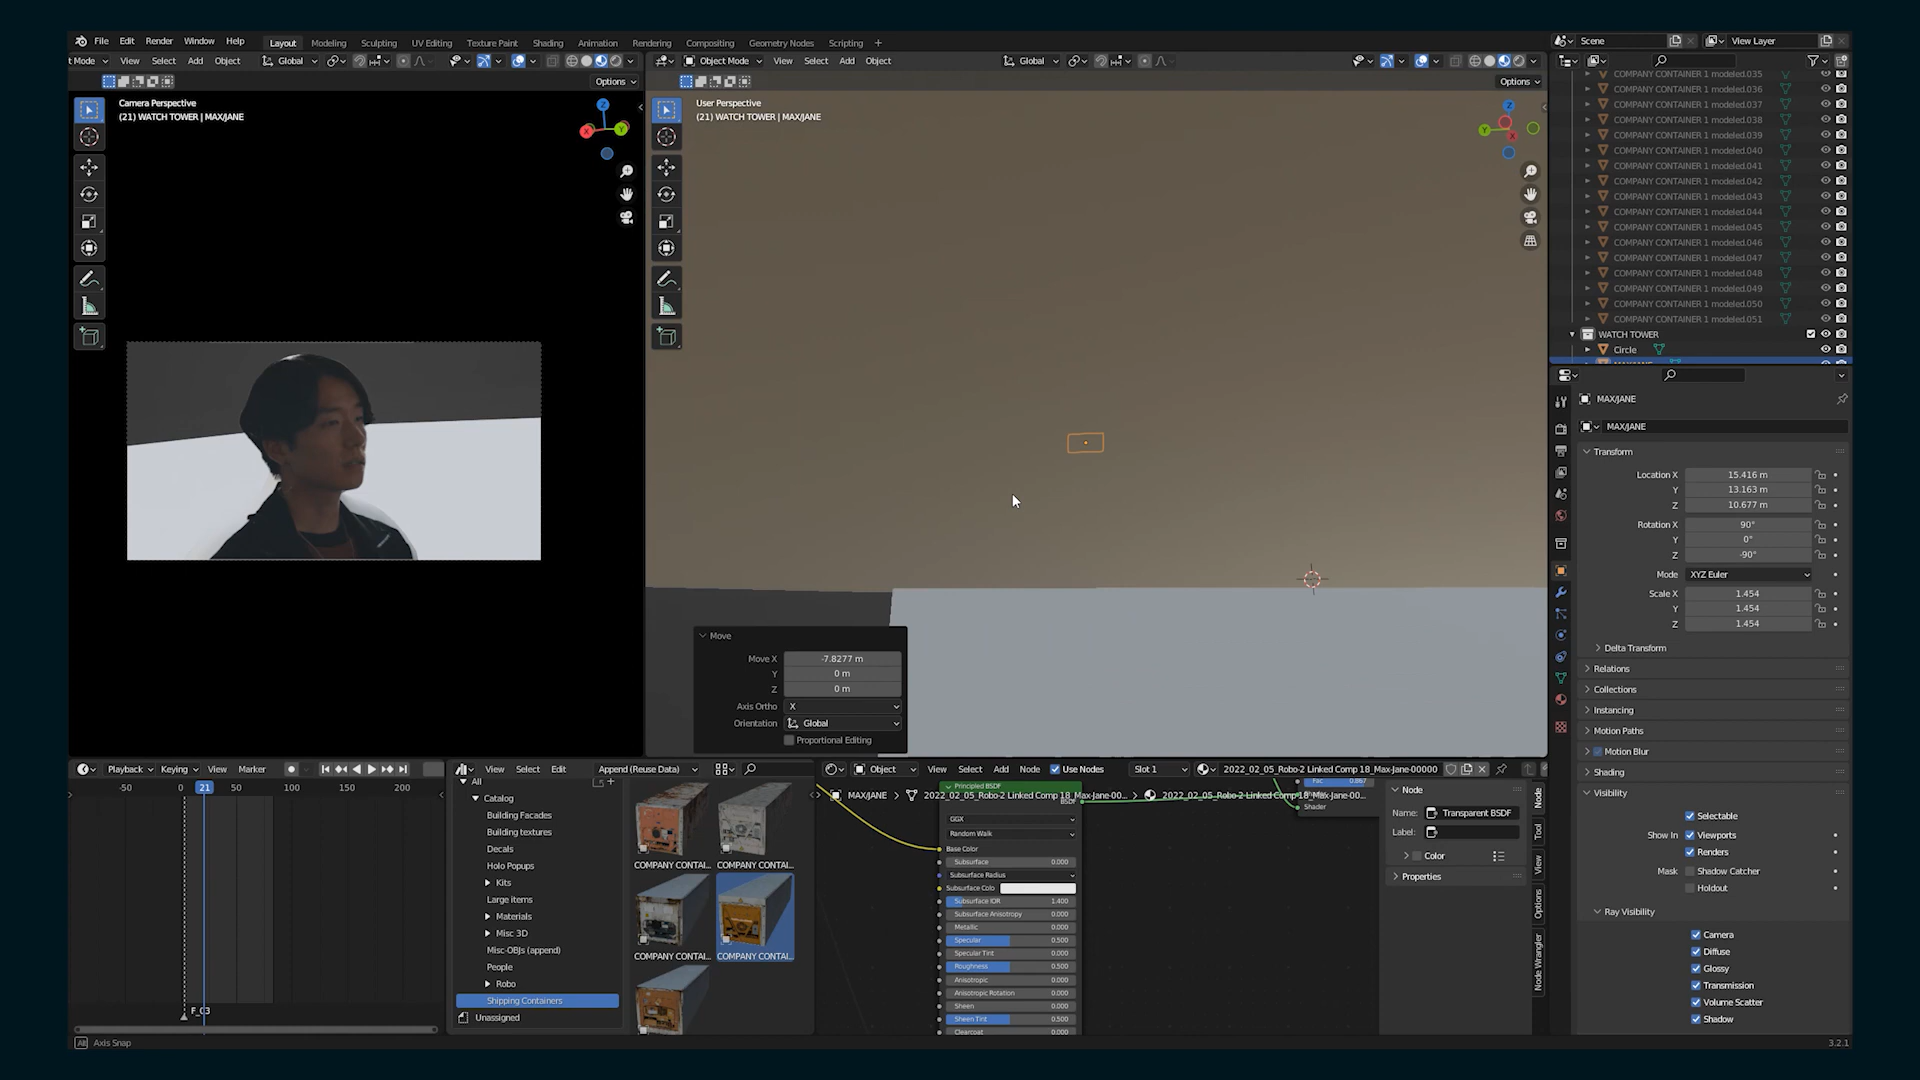 File Edit Render Window Help
Layout Modeling Sculpting UV Editing Texture Paint Shading Animation Rendering Compositing Geometry Nodes Scripting +
Scene
View Layer
t Mode View Select Add Object Global
Object Mode View Select Add Object Global
Options
Options
Camera Perspective
(21) WATCH TOWER | MAX/JANE
User Perspective
(21) WATCH TOWER | MAX/JANE
X Y Z
Y X Z
COMPANY CONTAINER 1 modeled.035
COMPANY CONTAINER 1 modeled.036
COMPANY CONTAINER 1 modeled.037
COMPANY CONTAINER 1 modeled.038
COMPANY CONTAINER 1 modeled.039
COMPANY CONTAINER 1 modeled.040
COMPANY CONTAINER 1 modeled.041
COMPANY CONTAINER 1 modeled.042
COMPANY CONTAINER 1 modeled.043
COMPANY CONTAINER 1 modeled.044
COMPANY CONTAINER 1 modeled.045
COMPANY CONTAINER 1 modeled.046
COMPANY CONTAINER 1 modeled.047
COMPANY CONTAINER 1 modeled.048
COMPANY CONTAINER 1 modeled.049
COMPANY CONTAINER 1 modeled.050
COMPANY CONTAINER 1 modeled.051
WATCH TOWER
Circle
MAX/JANE
MAX/JANE
Transform
Location X 15.416 m
Y 13.163 m
Z 10.677 m
Rotation X 90°
Y 0°
Z -90°
Mode XYZ Euler
Scale X 1.454
Y 1.454
Z 1.454
Delta Transform
Relations
Collections
Instancing
Motion Paths
Motion Blur
Shading
Visibility
Selectable
Show In Viewports
Renders
Mask Shadow Catcher
Holdout
Ray Visibility
Camera
Diffuse
Glossy
Transmission
Volume Scatter
Shadow
Move
Move X -7.8277 m
Y 0 m
Z 0 m
Axis Ortho X
Orientation Global
Proportional Editing
Playback Keying View Marker
-50 0 21 50 100 150 200
F_03
View Select Edit Append (Reuse Data)
All
Catalog
Building Facades
Building textures
Decals
Holo Popups
Kits
Large items
Materials
Misc 3D
Misc-OBJs (append)
People
Robo
Shipping Containers
Unassigned
COMPANY CONTAI... COMPANY CONTAI...
COMPANY CONTAI... COMPANY CONTAI...
Object View Select Add Node Use Nodes Slot 1 2022_02_05_Robo-2 Linked Comp 18_Max-Jane-00000
MAX/JANE > 2022_02_05_Robo-2 Linked Comp 18_Max-Jane-00... > 2022_02_05_Robo-2 Linked Comp 18_Max-Jane-00...
Principled BSDF
BSDF
GGX
Random Walk
Base Color
Subsurface 0.000
Subsurface Radius
Subsurface Colo
Subsurface IOR 1.400
Subsurface Anisotropy 0.000
Metallic 0.000
Specular 0.500
Specular Tint 0.000
Roughness 0.500
Anisotropic 0.000
Anisotropic Rotation 0.000
Sheen 0.000
Sheen Tint 0.500
Clearcoat 0.000
Fac 0.867
Shader
Node
Name: Transparent BSDF
Label:
Color
Properties
Node
Tool
View
Options
Node Wrangler
Alt Axis Snap
3.2.1